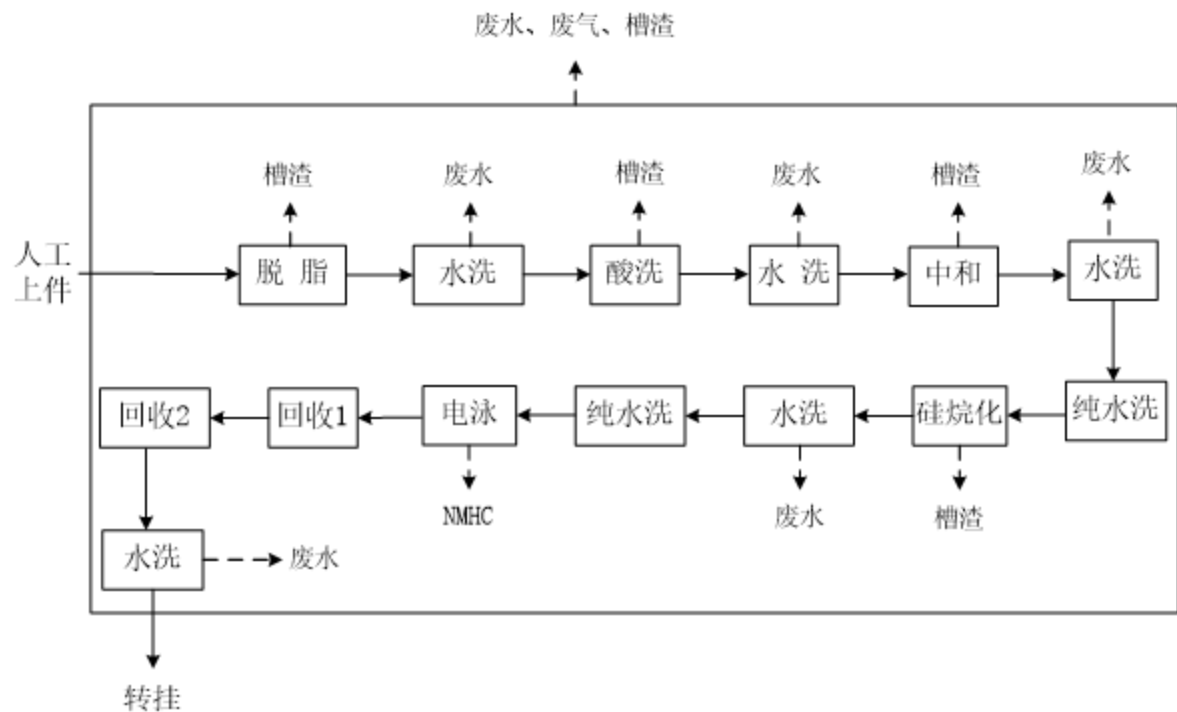 废水、废气、槽渣
槽渣
废水
槽渣
废水
槽渣
废水
人工
上件
脱 脂
水洗
酸洗
水 洗
中和
水洗
回收2
回收1
电泳
纯水洗
水洗
硅烷化
纯水洗
NMHC
废水
槽渣
水洗
废水
转挂